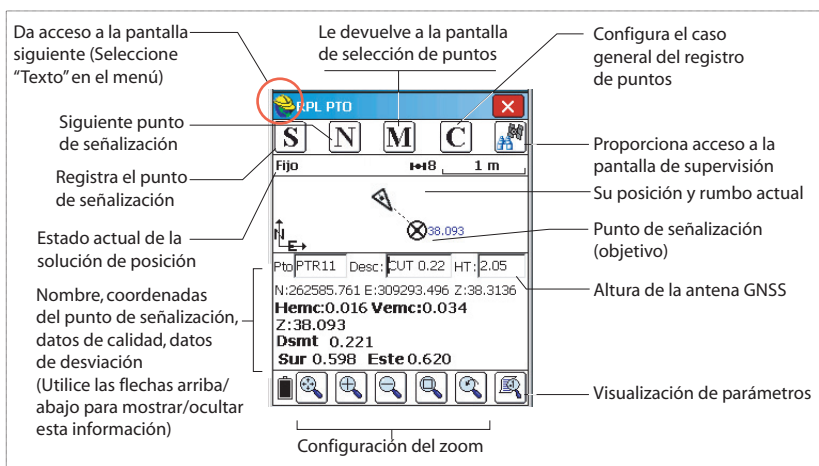 Da acceso a la pantalla
siguiente (Seleccione
“Texto” en el menú)
Le devuelve a la pantalla
de selección de puntos
Configura el caso
general del registro
de puntos
Siguiente punto
de señalización
Registra el punto
de señalización
Estado actual de la
solución de posición
Nombre, coordenadas
del punto de señalización,
datos de calidad, datos
de desviación
(Utilice las flechas arriba/
abajo para mostrar/ocultar
esta información)
RPL PTO
S N M C
Fijo 8 1 m
N
E
38.093
Pto PTR11 Desc: CUT 0.22 HT: 2.05
N:262585.761 E:309293.496 Z:38.3136
Hemc:0.016 Vemc:0.034
Z:38.093
Dsmt 0.221
Sur 0.598 Este 0.620
Proporciona acceso a la
pantalla de supervisión
Su posición y rumbo actual
Punto de señalización
(objetivo)
Altura de la antena GNSS
Visualización de parámetros
Configuración del zoom